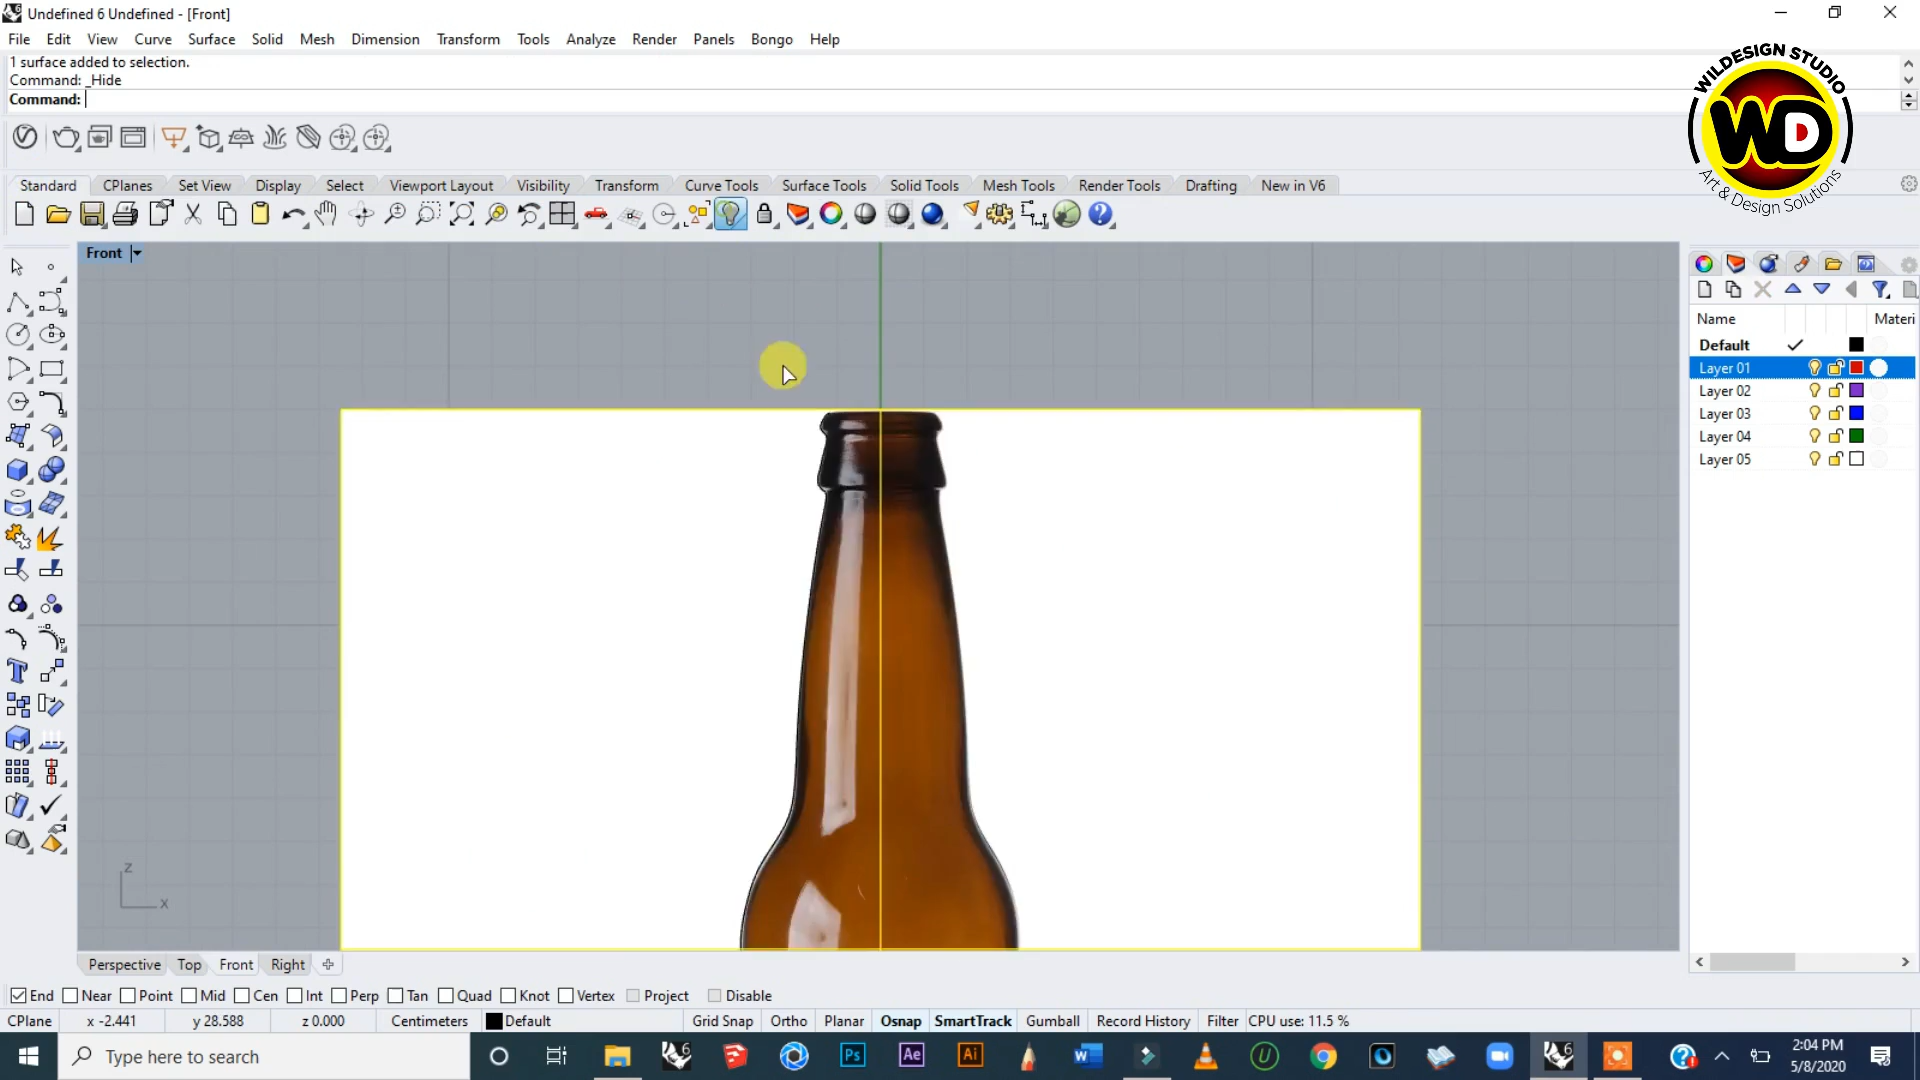 Undefined 6 Undefined - [Front]
File Edit View Curve Surface Solid Mesh Dimension Transform Tools Analyze Render Panels Bongo Help
1 surface added to selection.
Command: _Hide
Command:
WILDESIGN STUDIO
WD
Art & Design Solutions
Standard CPlanes Set View Display Select Viewport Layout Visibility Transform Curve Tools Surface Tools Solid Tools Mesh Tools Render Tools Drafting New in V6
Front
Name Materi
Default
Layer 01
Layer 02
Layer 03
Layer 04
Layer 05
z
x
Perspective Top Front Right
End Near Point Mid Cen Int Perp Tan Quad Knot Vertex Project Disable
CPlane x -2.441 y 28.588 z 0.000 Centimeters Default Grid Snap Ortho Planar Osnap SmartTrack Gumball Record History Filter CPU use: 11.5 %
Type here to search
Ps Ae Ai
2:04 PM
5/8/2020